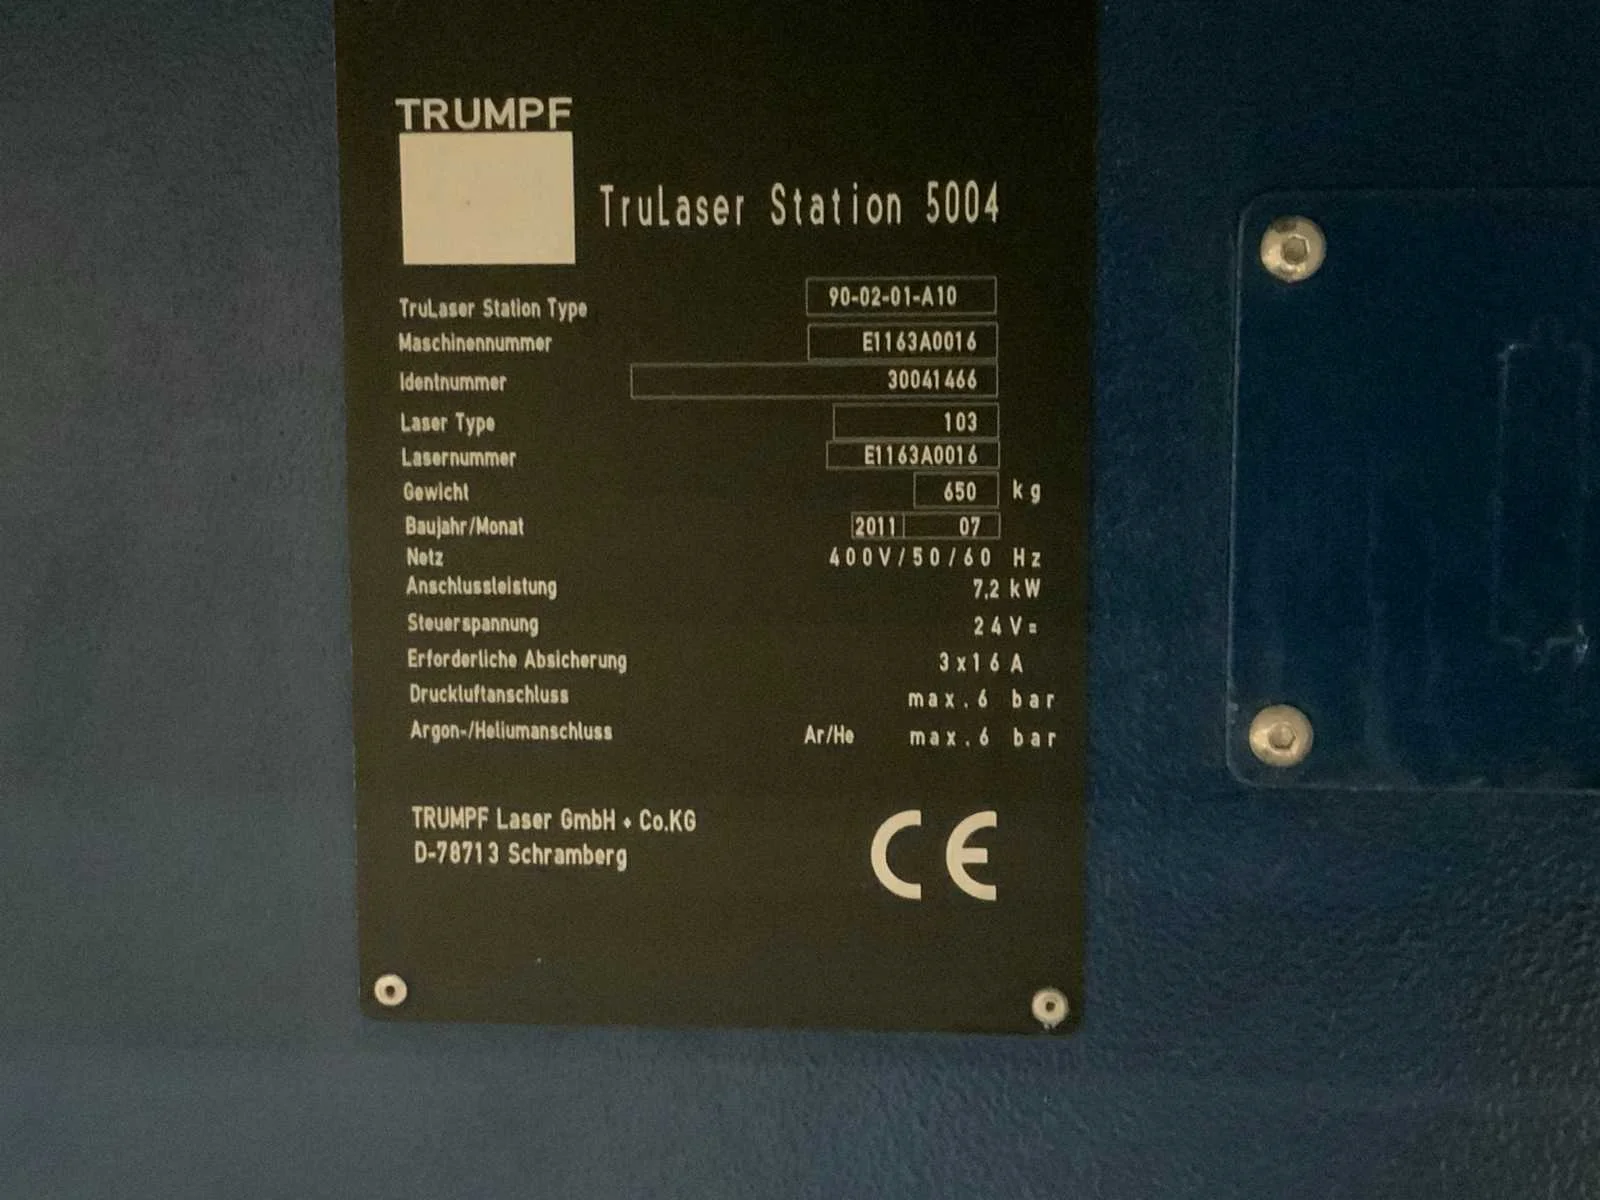 TRUMPF
TruLaser Station 5004
TruLaser Station Type 90-02-01-A10
Maschinennummer E1163A0016
Identnummer 30041466
Laser Type 103
Lasernummer E1163A0016
Gewicht 650 kg
Baujahr/Monat 2011 07
Netz 400V/50/60 Hz
Anschlussleistung 7,2 kW
Steuerspannung 24V=
Erforderliche Absicherung 3x16 A
Druckluftanschluss max.6 bar
Argon-/Heliumanschluss Ar/He max.6 bar
TRUMPF Laser GmbH + Co.KG
D-78713 Schramberg
CE